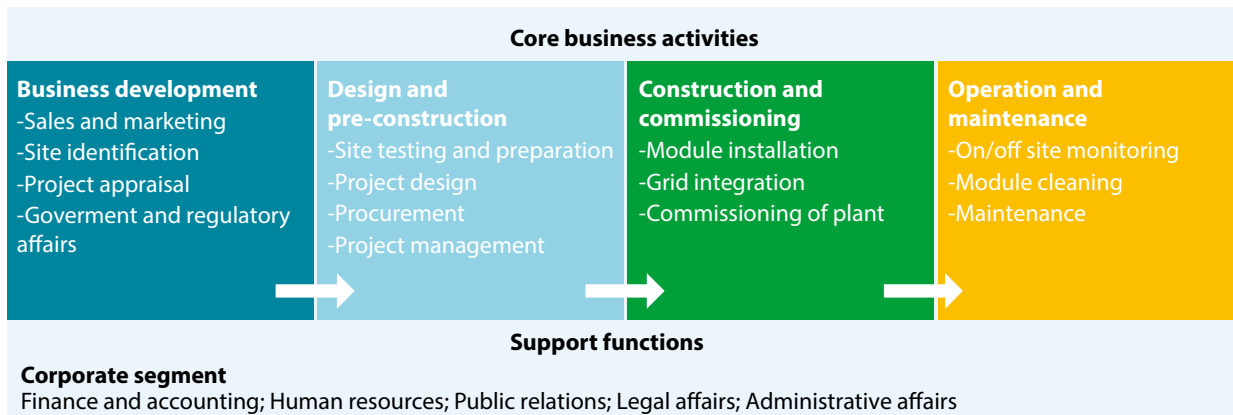 Core business activities
Business development
-Sales and marketing
-Site identification
-Project appraisal
-Goverment and regulatory
affairs
Design and
pre-construction
-Site testing and preparation
-Project design
-Procurement
-Project management
Construction and
commissioning
-Module installation
-Grid integration
-Commissioning of plant
Operation and
maintenance
-On/off site monitoring
-Module cleaning
-Maintenance
Support functions
Corporate segment
Finance and accounting; Human resources; Public relations; Legal affairs; Administrative affairs